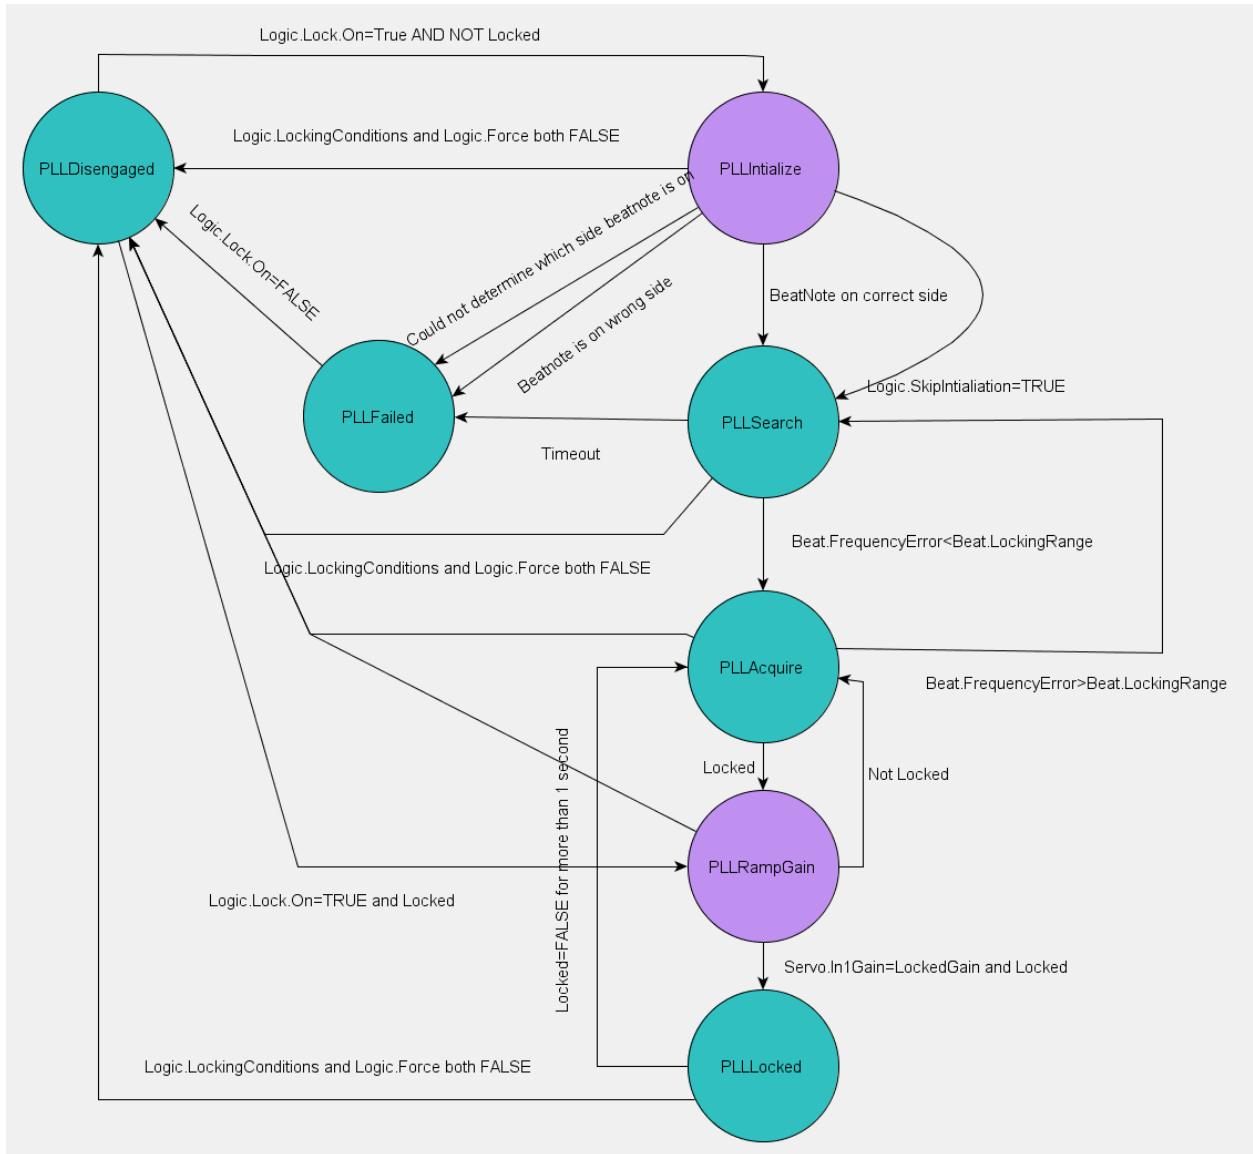 Logic.Lock.On=True AND NOT Locked
Logic.LockingConditions and Logic.Force both FALSE
PLLDisengaged
PLLIntialize
Logic.Lock.On=FALSE
Could not determine which side beatnote is on
Beatnote is on wrong side
BeatNote on correct side
Logic.SkipIntialiation=TRUE
PLLFailed
PLLSearch
Timeout
Beat.FrequencyError<Beat.LockingRange
Logic.LockingConditions and Logic.Force both FALSE
PLLAcquire
Beat.FrequencyError>Beat.LockingRange
Locked
Not Locked
Locked=FALSE for more than 1 second
PLLRampGain
Logic.Lock.On=TRUE and Locked
Servo.In1Gain=LockedGain and Locked
Logic.LockingConditions and Logic.Force both FALSE
PLLLocked